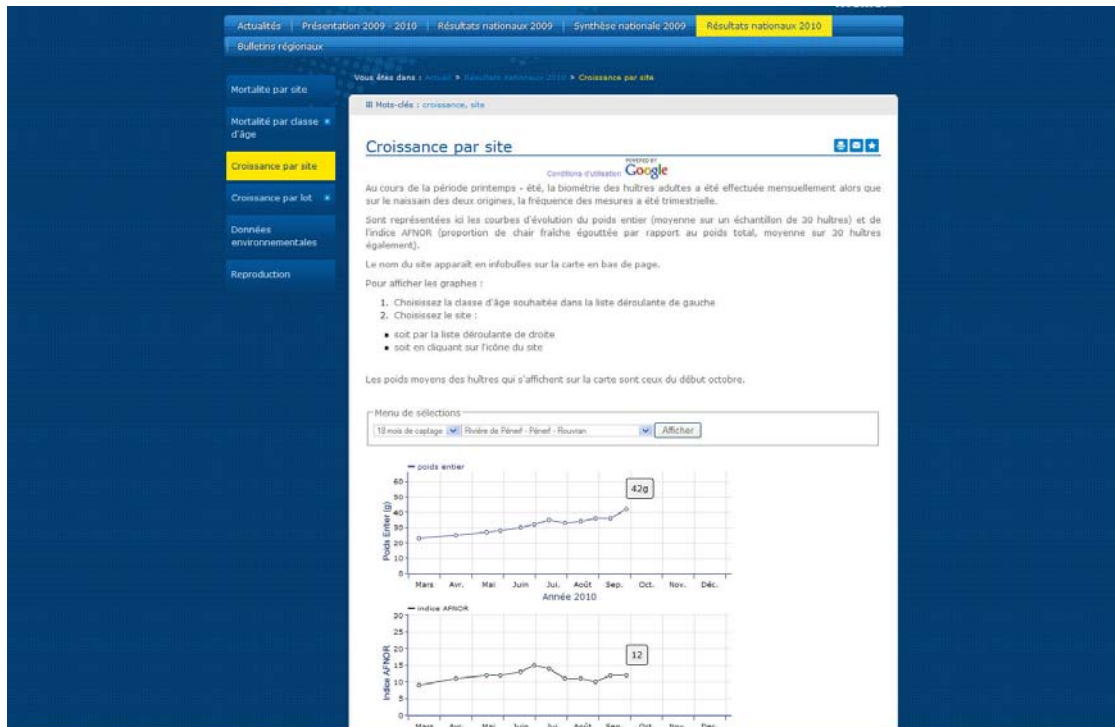 Actualités | Présentation 2009 - 2010 | Résultats nationaux 2009 | Synthèse nationale 2009 Résultats nationaux 2010
Bulletins régionaux
Vous êtes dans : Accueil > Résultats nationaux 2010 > Croissance par site
Mortalite par site
Mortalité par classe d'âge
Croissance par site
Croissance par lot
Données environnementales
Reproduction
Mots-clés : croissance, site
Croissance par site
POWERED BY
Conditions d'utilisation Google
Au cours de la période printemps - été, la biométrie des huîtres adultes a été effectuée mensuellement alors que
sur le naissain des deux origines, la fréquence des mesures a été trimestrielle.
Sont représentées ici les courbes d'évolution du poids entier (moyenne sur un échantillon de 30 huîtres) et de
l'indice AFNOR (proportion de chair fraîche égouttée par rapport au poids total, moyenne sur 30 huîtres
également).
Le nom du site apparaît en infobulles sur la carte en bas de page.
Pour afficher les graphes :
1. Choisissez la classe d'âge souhaitée dans la liste déroulante de gauche
2. Choisissez le site :
• soit par la liste déroulante de droite
• soit en cliquant sur l'icône du site
Les poids moyens des huîtres qui s'affichent sur la carte sont ceux du début octobre.
Menu de sélections
18 mois de captage Rivière de Pénerf - Pénerf - Rouvran Afficher
poids entier
42g
Poids Entier (g)
60
50
40
30
20
10
0
Mars Avr. Mai Juin Jui. Août Sep. Oct. Nov. Déc.
Année 2010
indice AFNOR
12
Indice AFNOR
30
25
20
15
10
5
0
Mars Avr. Mai Juin Jui. Août Sep. Oct. Nov. Déc.